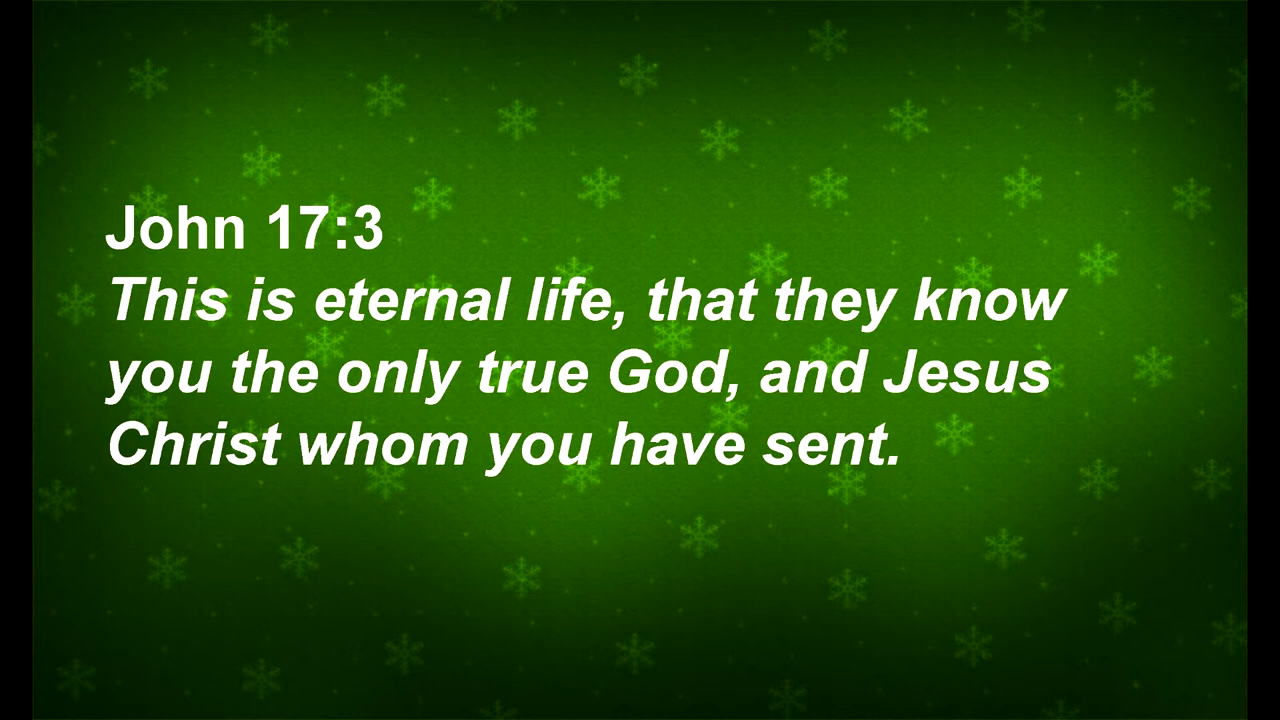 John 17:3
This is eternal life, that they know
you the only true God, and Jesus
Christ whom you have sent.